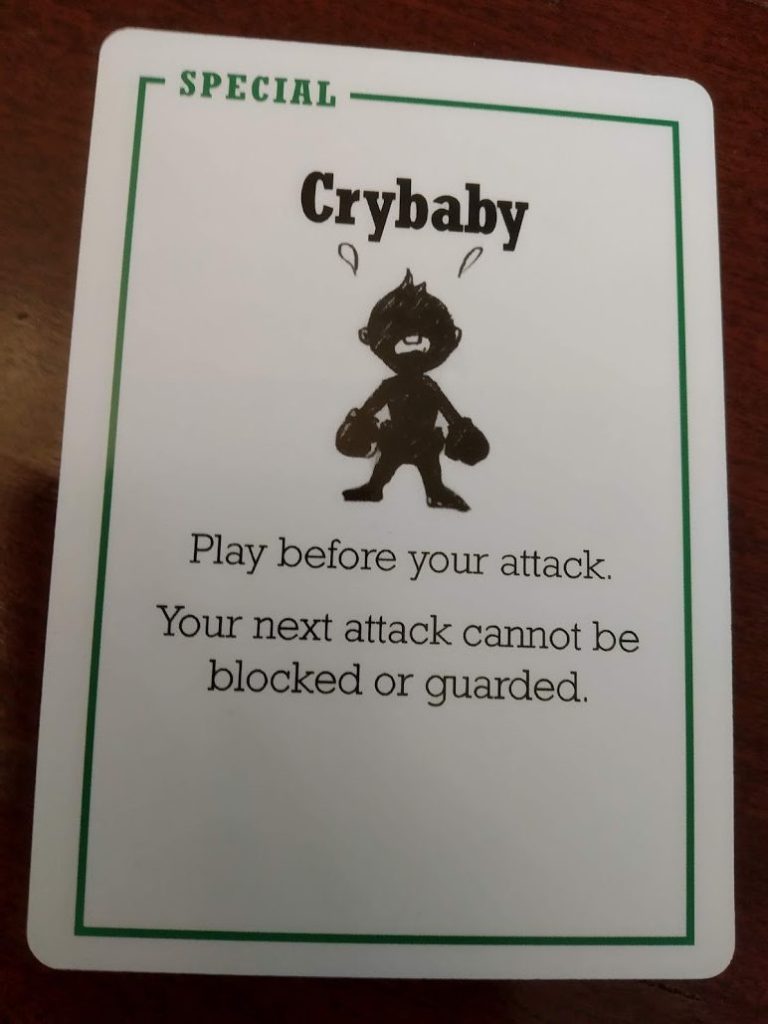 SPECIAL
Crybaby
Play before your attack.
Your next attack cannot be
blocked or guarded.